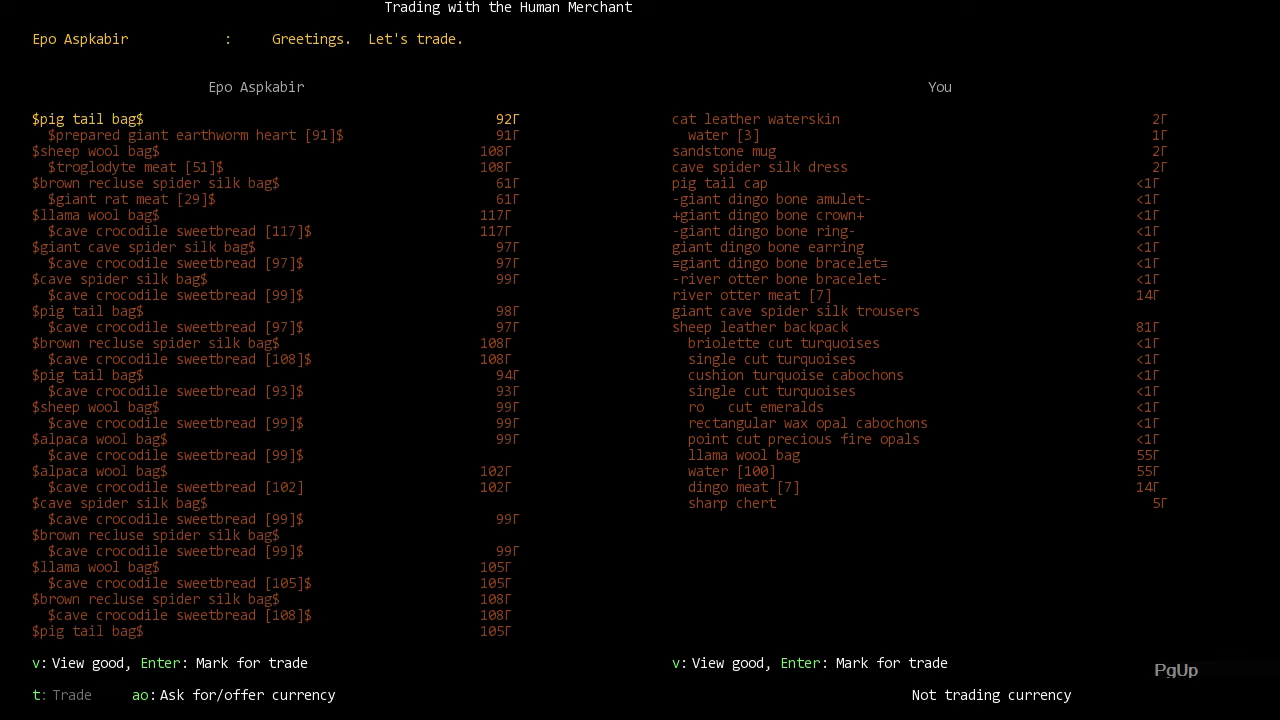 Trading with the Human Merchant
Epo Aspkabir : Greetings. Let's trade.
Epo Aspkabir
$pig tail bag$ 92Γ
$prepared giant earthworm heart [91]$ 91Γ
$sheep wool bag$ 108Γ
$troglodyte meat [51]$ 108Γ
$brown recluse spider silk bag$ 61Γ
$giant rat meat [29]$ 61Γ
$llama wool bag$ 117Γ
$cave crocodile sweetbread [117]$ 117Γ
$giant cave spider silk bag$ 97Γ
$cave crocodile sweetbread [97]$ 97Γ
$cave spider silk bag$ 99Γ
$cave crocodile sweetbread [99]$
$pig tail bag$ 98Γ
$cave crocodile sweetbread [97]$ 97Γ
$brown recluse spider silk bag$ 108Γ
$cave crocodile sweetbread [108]$ 108Γ
$pig tail bag$ 94Γ
$cave crocodile sweetbread [93]$ 93Γ
$sheep wool bag$ 99Γ
$cave crocodile sweetbread [99]$ 99Γ
$alpaca wool bag$ 99Γ
$cave crocodile sweetbread [99]$
$alpaca wool bag$ 102Γ
$cave crocodile sweetbread [102] 102Γ
$cave spider silk bag$
$cave crocodile sweetbread [99]$ 99Γ
$brown recluse spider silk bag$
$cave crocodile sweetbread [99]$ 99Γ
$llama wool bag$ 105Γ
$cave crocodile sweetbread [105]$ 105Γ
$brown recluse spider silk bag$ 108Γ
$cave crocodile sweetbread [108]$ 108Γ
$pig tail bag$ 105Γ
v: View good, Enter: Mark for trade
t: Trade ao: Ask for/offer currency
You
cat leather waterskin 2Γ
water [3] 1Γ
sandstone mug 2Γ
cave spider silk dress 2Γ
pig tail cap <1Γ
-giant dingo bone amulet- <1Γ
+giant dingo bone crown+ <1Γ
-giant dingo bone ring- <1Γ
giant dingo bone earring <1Γ
≡giant dingo bone bracelet≡ <1Γ
-river otter bone bracelet- <1Γ
river otter meat [7] 14Γ
giant cave spider silk trousers
sheep leather backpack 81Γ
briolette cut turquoises <1Γ
single cut turquoises <1Γ
cushion turquoise cabochons <1Γ
single cut turquoises <1Γ
ro cut emeralds <1Γ
rectangular wax opal cabochons <1Γ
point cut precious fire opals <1Γ
llama wool bag 55Γ
water [100] 55Γ
dingo meat [7] 14Γ
sharp chert 5Γ
v: View good, Enter: Mark for trade
PgUp
Not trading currency